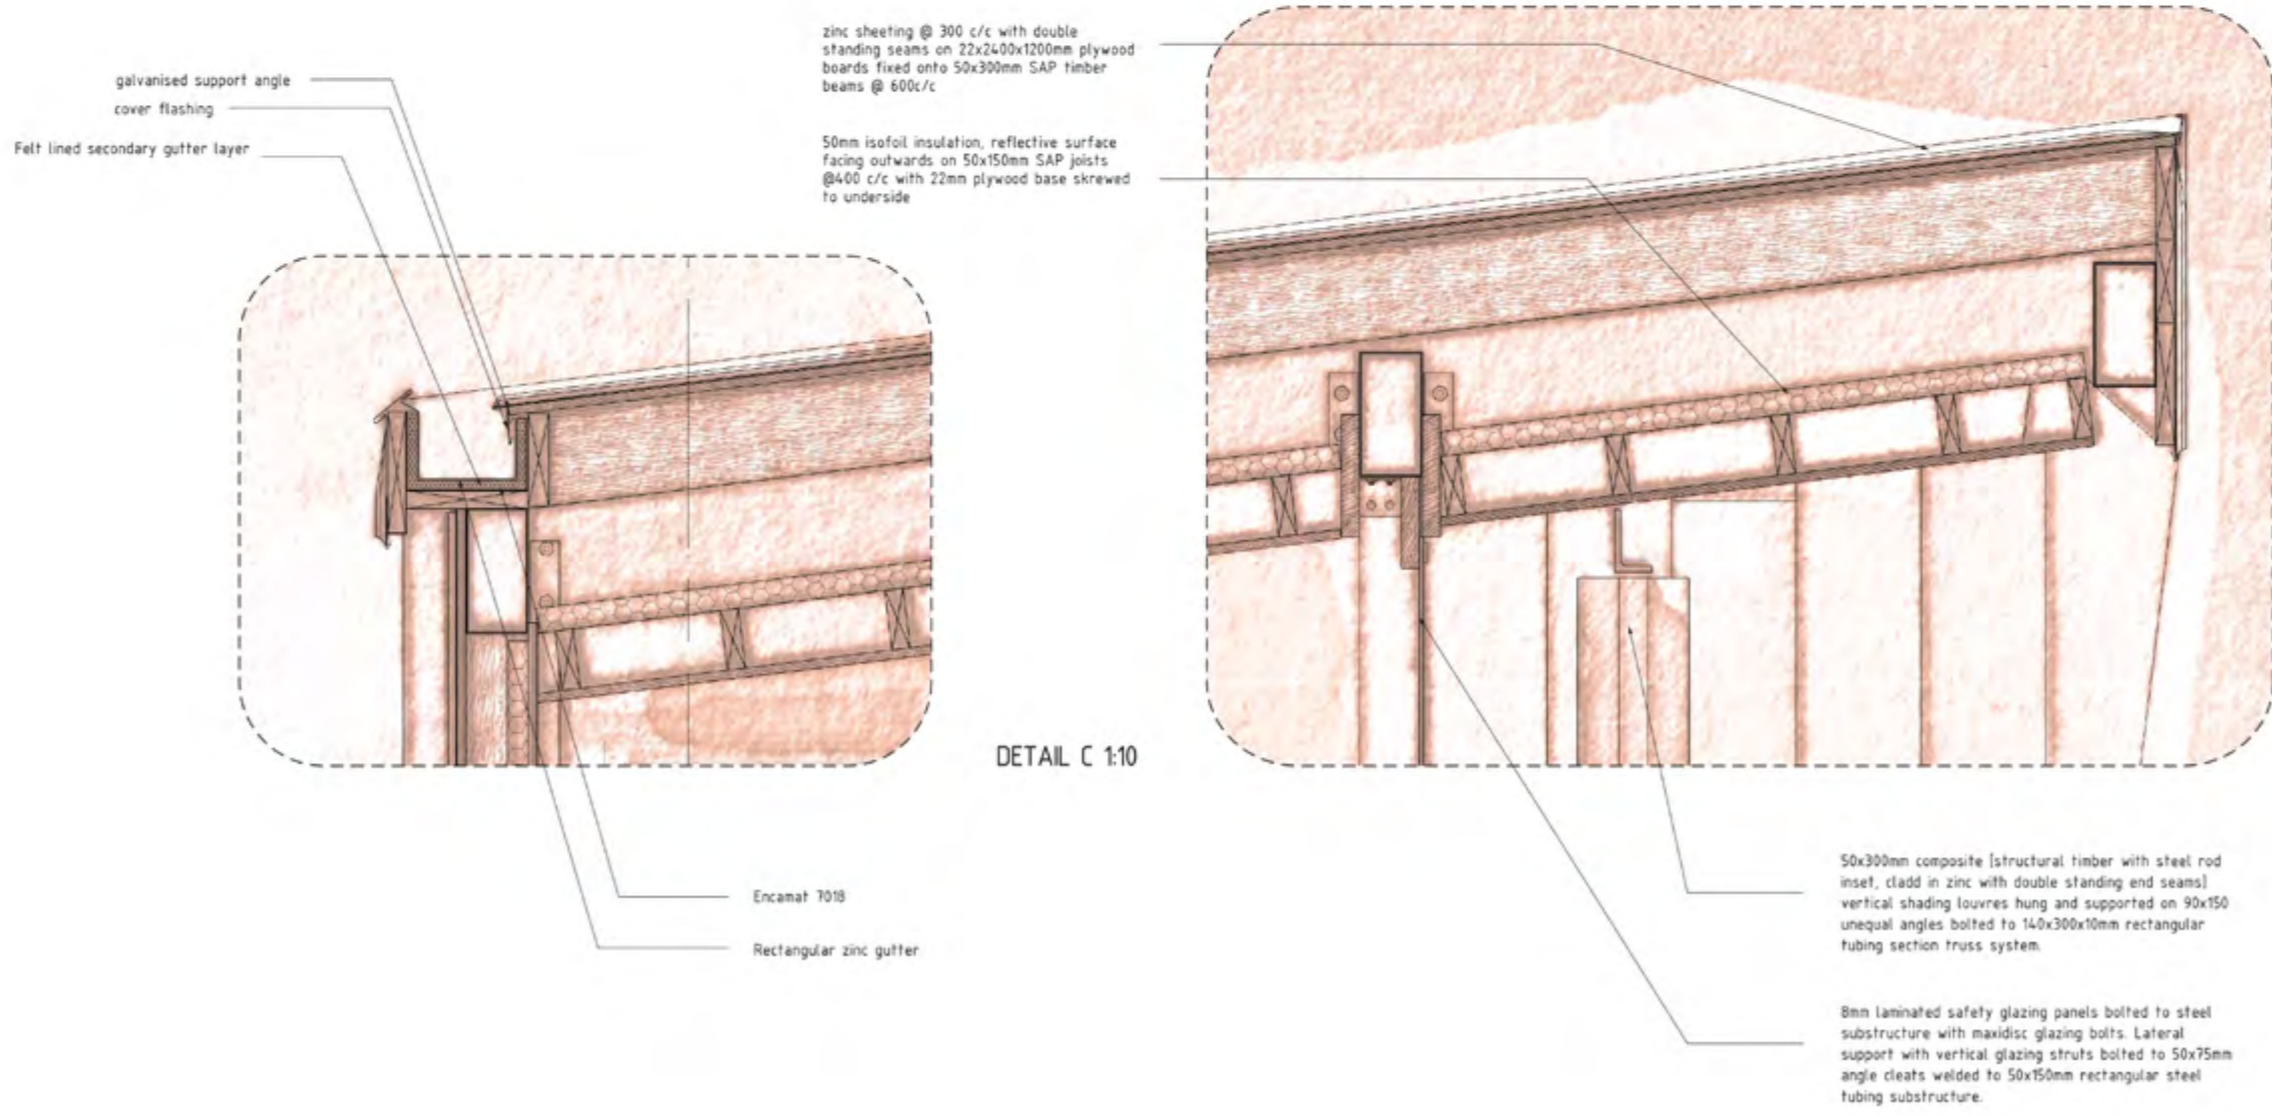 zinc sheeting @ 300 c/c with double
standing seams on 22x2400x1200mm plywood
boards fixed onto 50x300mm SAP timber
beams @ 600c/c
galvanised support angle
cover flashing
Felt lined secondary gutter layer
50mm isofoil insulation, reflective surface
facing outwards on 50x150mm SAP joists
@400 c/c with 22mm plywood base skrewed
to underside
DETAIL C 1:10
Encamat 7018
Rectangular zinc gutter
50x300mm composite [structural timber with steel rod
inset, cladd in zinc with double standing end seams]
vertical shading louvres hung and supported on 90x150
unequal angles bolted to 140x300x10mm rectangular
tubing section truss system.
8mm laminated safety glazing panels bolted to steel
substructure with maxidisc glazing bolts. Lateral
support with vertical glazing struts bolted to 50x75mm
angle cleats welded to 50x150mm rectangular steel
tubing substructure.